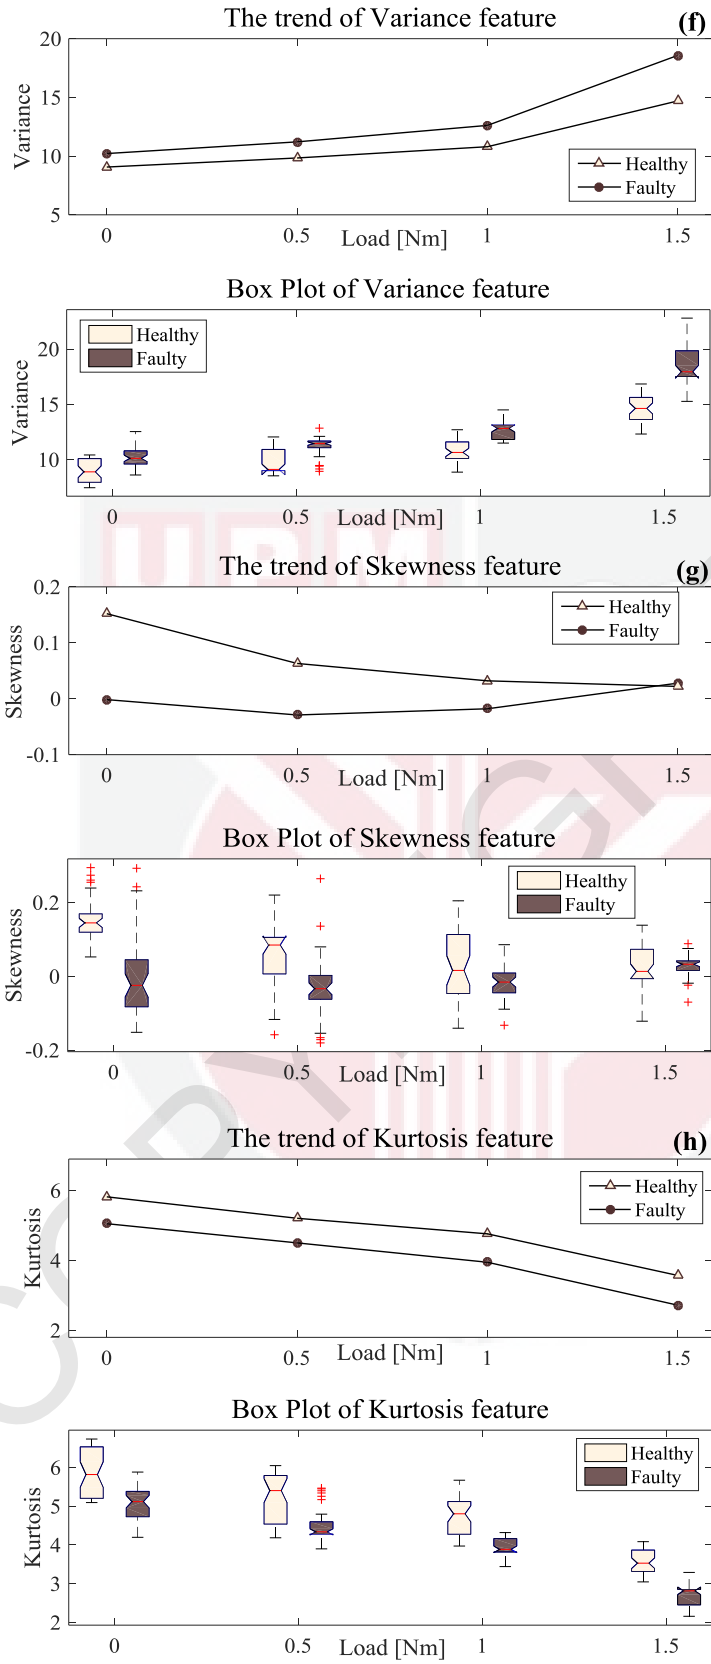 The trend of Variance feature (f)
20
15
10
5
Variance
Healthy
Faulty
0 0.5 1 1.5
Load [Nm]
Box Plot of Variance feature
Healthy
Faulty
20
15
10
Variance
0 0.5 1 1.5
Load [Nm]
UPM
The trend of Skewness feature (g)
0.2
0.1
0
-0.1
Skewness
Healthy
Faulty
0 0.5 1 1.5
Load [Nm]
Box Plot of Skewness feature
Healthy
Faulty
0.2
0
-0.2
Skewness
0 0.5 1 1.5
Load [Nm]
The trend of Kurtosis feature (h)
6
4
2
Kurtosis
Healthy
Faulty
0 0.5 1 1.5
Load [Nm]
Box Plot of Kurtosis feature
Healthy
Faulty
6
5
4
3
2
Kurtosis
0 0.5 1 1.5
Load [Nm]